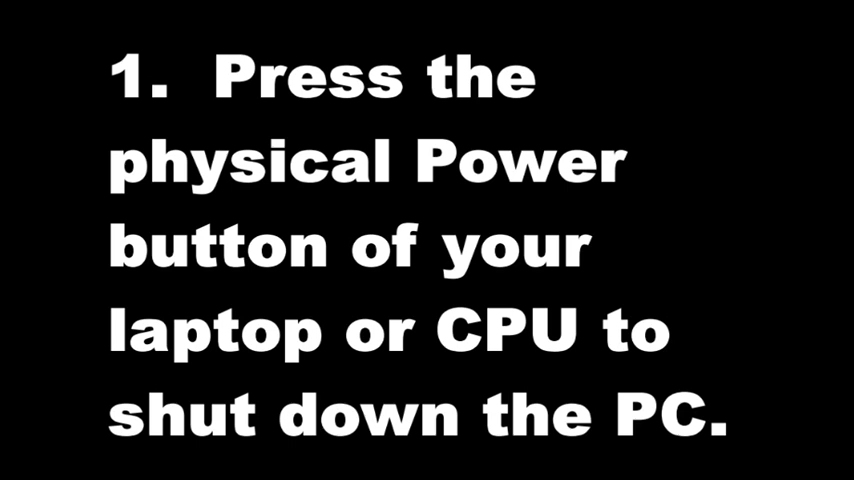 1.  Press the
physical Power
button of your
laptop or CPU to
shut down the PC.